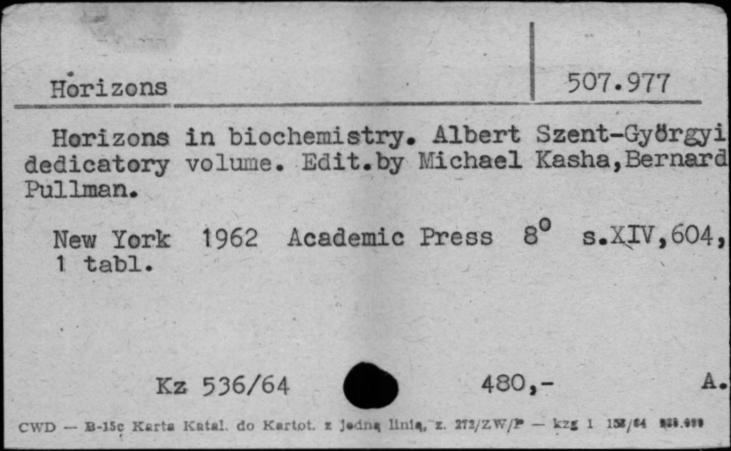 Horizons 507.977
Horizons in biochemistry. Albert Szent-Györgyi
dedicatory volume. Edit.by Michael Kasha,Bernard
Pullman.
New York 1962 Academic Press 8° s.XIV,604,
1 tabl.
Kz 536/64 480,- A.
CWD — B-15c Karta Katal. do Kartot. z jedną linią, z. 272/ZW/P — kzg 1 /64